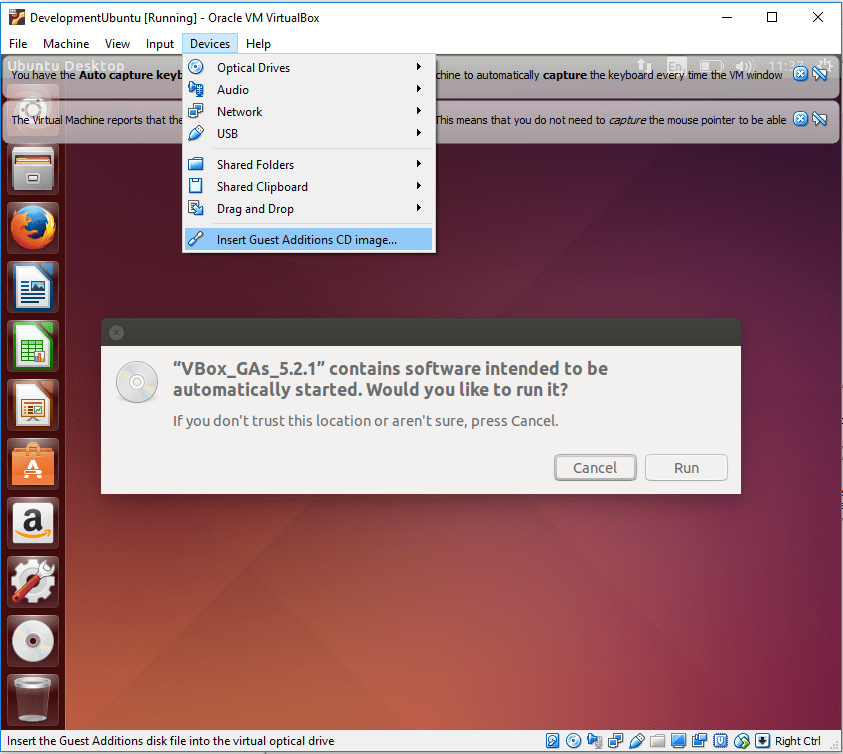 DevelopmentUbuntu [Running] - Oracle VM VirtualBox
File Machine View Input Devices Help
Ubuntu Desktop
En
11:37
You have the Auto capture keyb
chine to automatically capture the keyboard every time the VM window
The Virtual Machine reports that the
This means that you do not need to capture the mouse pointer to be able
Optical Drives
Audio
Network
USB
Shared Folders
Shared Clipboard
Drag and Drop
Insert Guest Additions CD image...
“VBox_GAs_5.2.1” contains software intended to be
automatically started. Would you like to run it?
If you don't trust this location or aren't sure, press Cancel.
Cancel
Run
A
a
Insert the Guest Additions disk file into the virtual optical drive
Right Ctrl